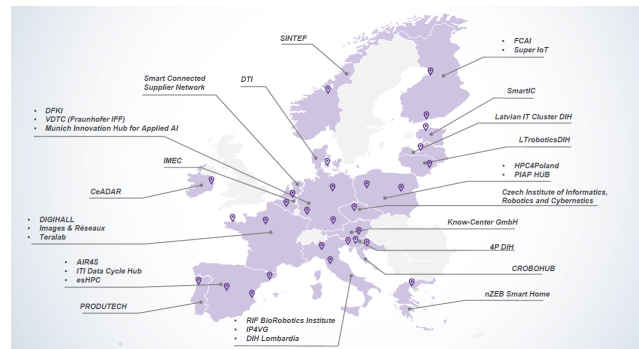 SINTEF
• FCAI
• Super IoT
Smart Connected
Supplier Network
DTI
SmartIC
• DFKI
• VDTC (Fraunhofer IFF)
• Munich Innovation Hub for Applied AI
Latvian IT Cluster DIH
LTroboticsDIH
IMEC
• HPC4Poland
• PIAP HUB
CeADAR
Czech Institute of Informatics,
Robotics and Cybernetics
• DIGIHALL
• Images & Réseaux
• Teralab
Know-Center GmbH
4P DIH
• AIR4S
• ITI Data Cycle Hub
• esHPC
CROBOHUB
nZEB Smart Home
PRODUTECH
• RIF BioRobotics Institute
• IP4VG
• DIH Lombardia